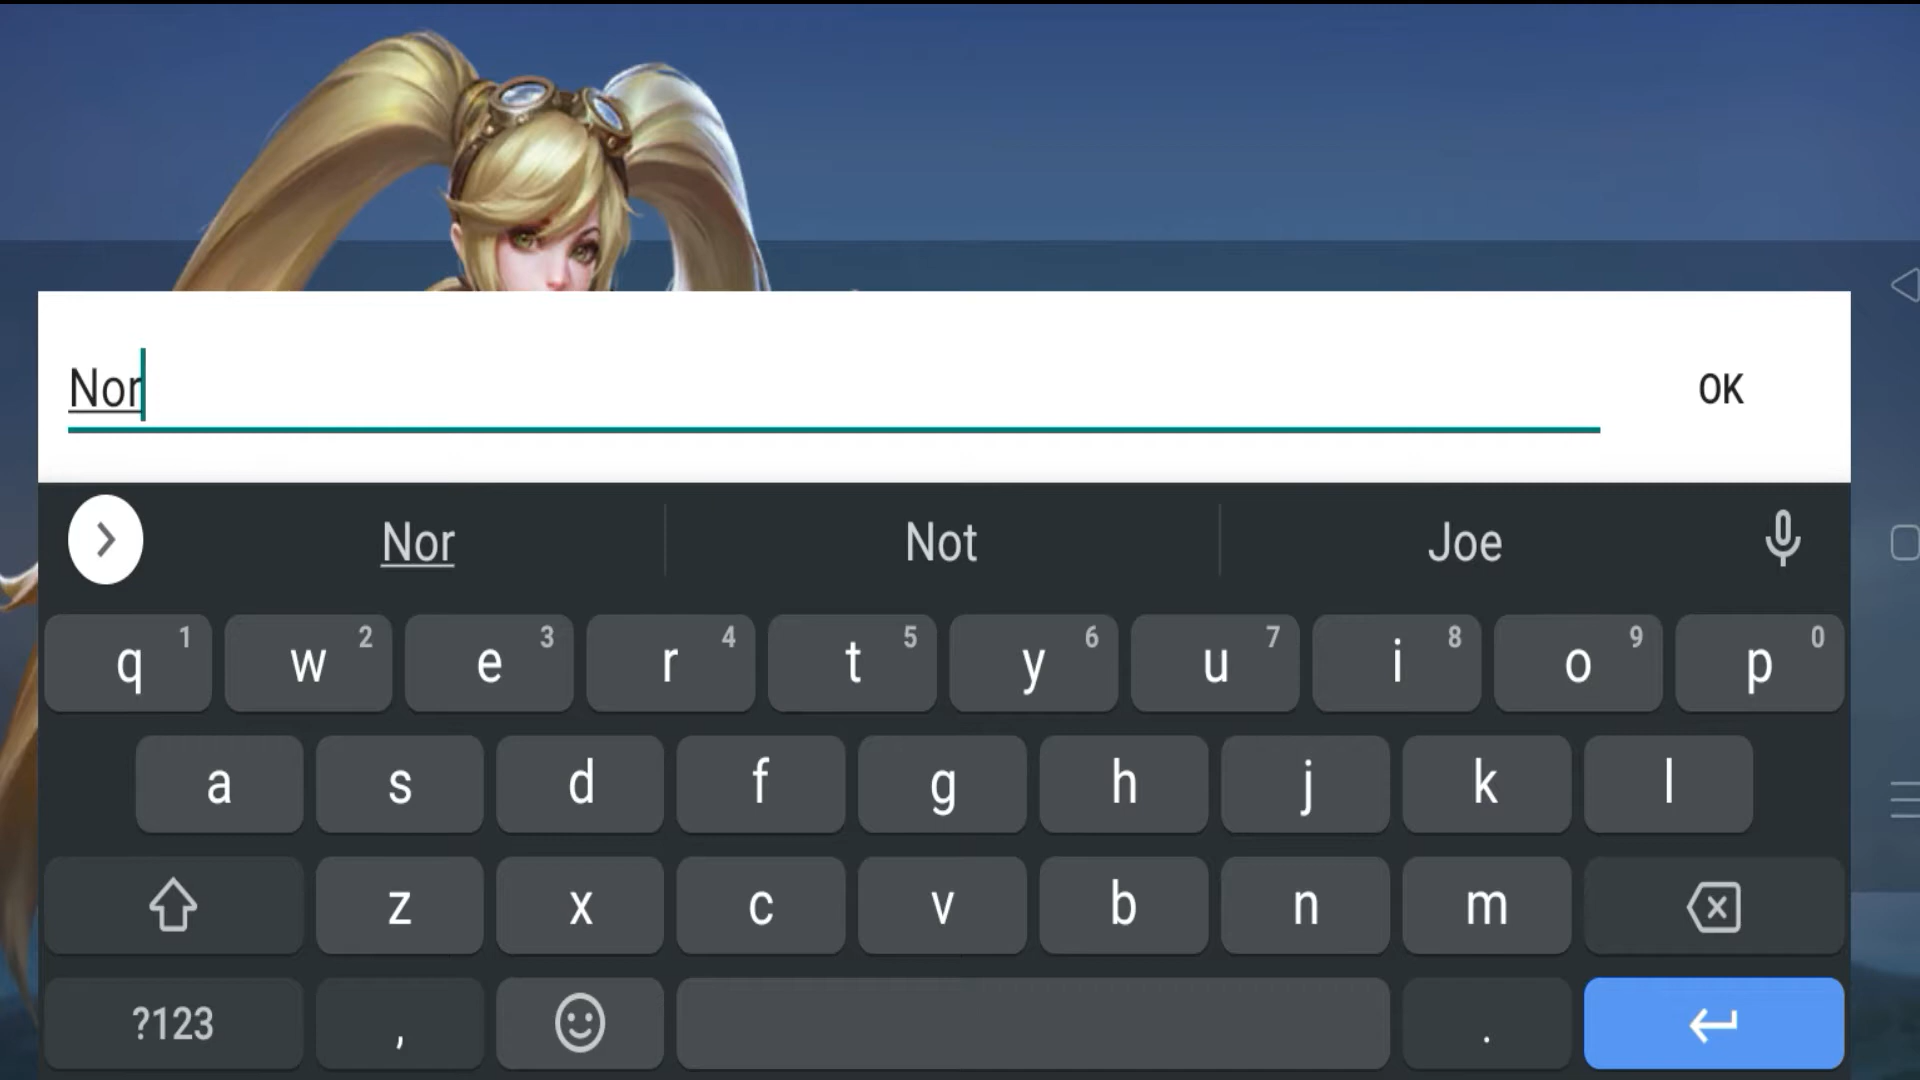 Nor
OK
Nor Not Joe
q 1 w 2 e 3 r 4 t 5 y 6 u 7 i 8 o 9 p 0
a s d f g h j k l
z x c v b n m
?123 , .